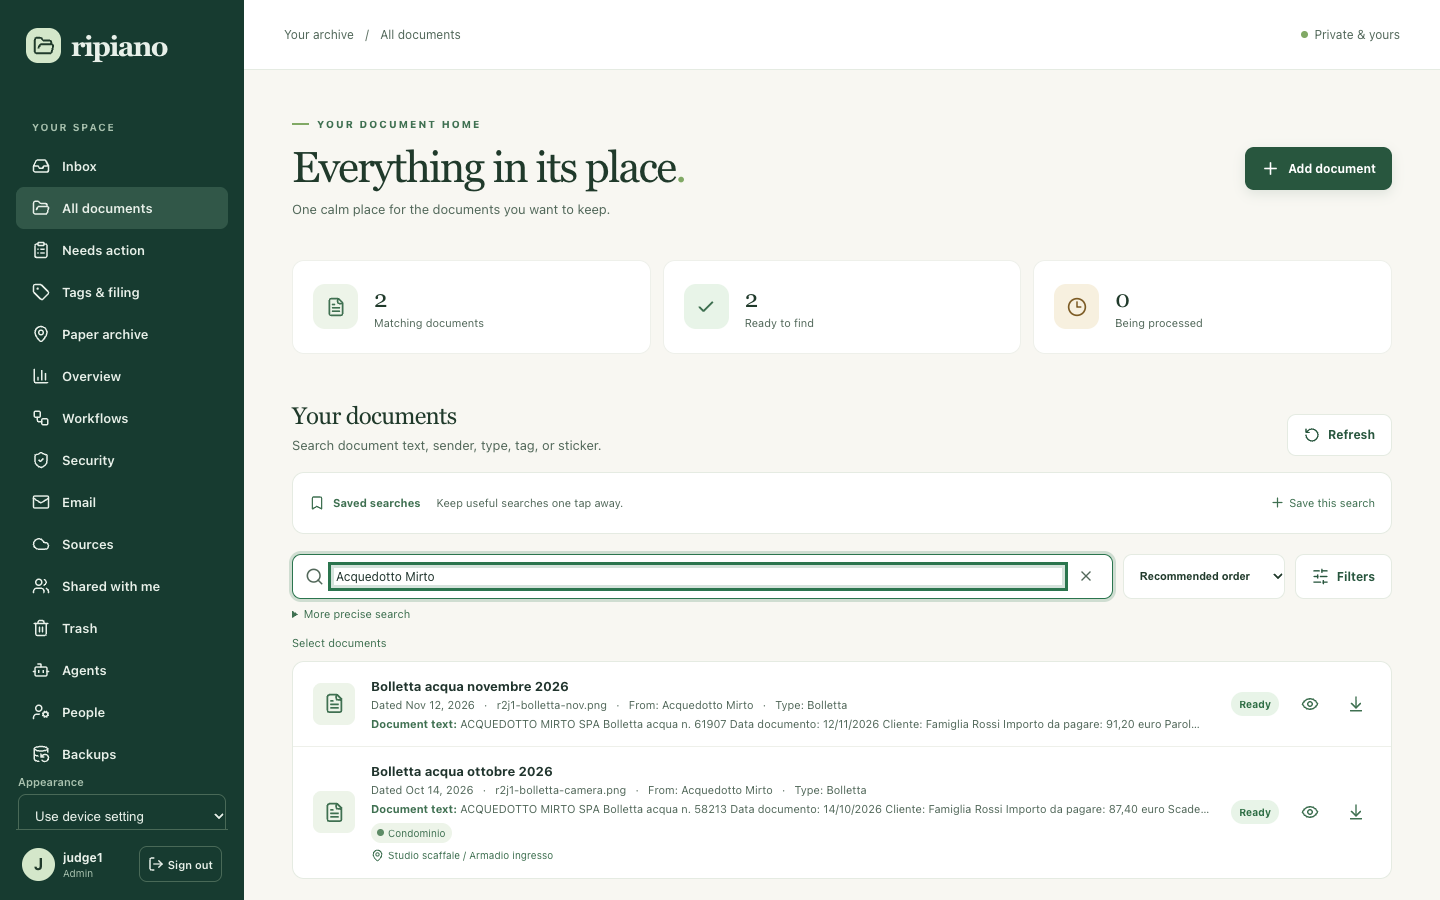 ripiano
YOUR SPACE
Inbox
All documents
Needs action
Tags & filing
Paper archive
Overview
Workflows
Security
Email
Sources
Shared with me
Trash
Agents
People
Backups
Appearance
Use device setting
J
judge1
Admin
Sign out
Your archive / All documents
Private & yours
YOUR DOCUMENT HOME
Everything in its place.
One calm place for the documents you want to keep.
Add document
2
Matching documents
2
Ready to find
0
Being processed
Your documents
Search document text, sender, type, tag, or sticker.
Refresh
Saved searches Keep useful searches one tap away.
Save this search
Acquedotto Mirto
Recommended order
Filters
More precise search
Select documents
Bolletta acqua novembre 2026
Dated Nov 12, 2026 · r2j1-bolletta-nov.png · From: Acquedotto Mirto · Type: Bolletta
Document text: ACQUEDOTTO MIRTO SPA Bolletta acqua n. 61907 Data documento: 12/11/2026 Cliente: Famiglia Rossi Importo da pagare: 91,20 euro Parol...
Ready
Bolletta acqua ottobre 2026
Dated Oct 14, 2026 · r2j1-bolletta-camera.png · From: Acquedotto Mirto · Type: Bolletta
Document text: ACQUEDOTTO MIRTO SPA Bolletta acqua n. 58213 Data documento: 14/10/2026 Cliente: Famiglia Rossi Importo da pagare: 87,40 euro Scade...
Condominio
Studio scaffale / Armadio ingresso
Ready